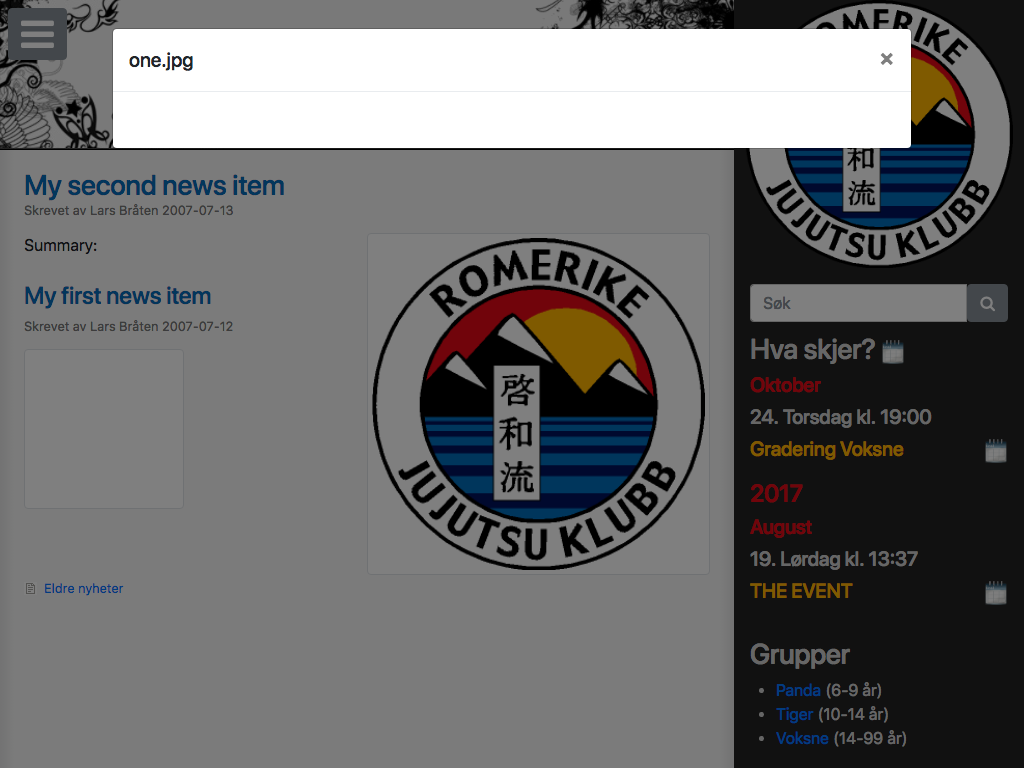 one.jpg
×
My second news item
Skrevet av Lars Bråten 2007-07-13
Summary:
My first news item
Skrevet av Lars Bråten 2007-07-12
ROMERIKE
啓和流
JUJUTSU KLUBB
Eldre nyheter
RIKE
和流
JUJUTSU KLUBB
Søk
Hva skjer?
Oktober
24. Torsdag kl. 19:00
Gradering Voksne
2017
August
19. Lørdag kl. 13:37
THE EVENT
Grupper
• Panda (6-9 år)
• Tiger (10-14 år)
• Voksne (14-99 år)